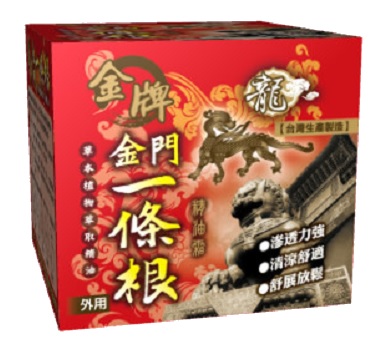 金牌
龍
【台灣生產製造】
金門
一條根
精油霜
草本植物萃取精油
●滲透力強
●清涼舒適
●舒展放鬆
外用